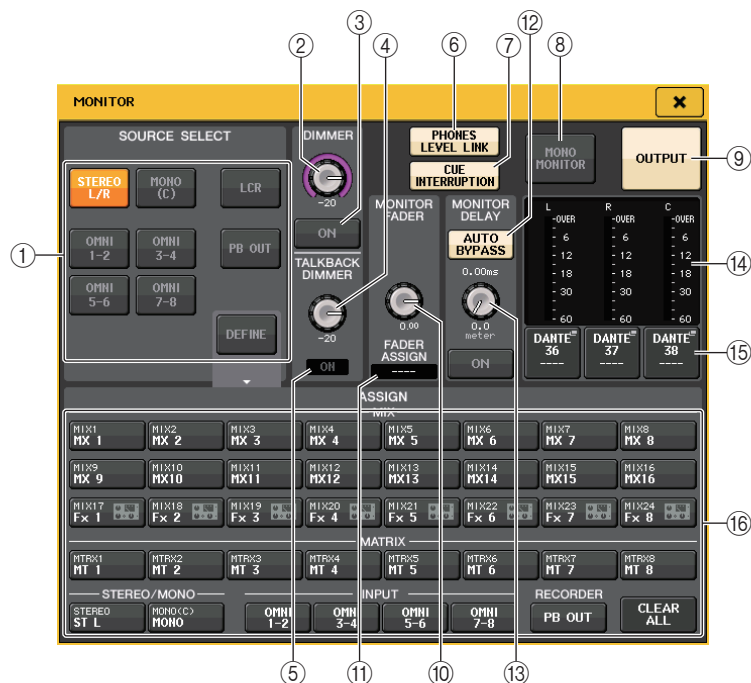 ② ③ ④ ⑥ ⑦ ⑫ ⑧
MONITOR
SOURCE SELECT
STEREO L/R
MONO (C)
LCR
OMNI 1-2
OMNI 3-4
PB OUT
OMNI 5-6
OMNI 7-8
DEFINE
①
DIMMER
-20
ON
TALKBACK DIMMER
-20
ON
PHONES LEVEL LINK
CUE INTERRUPTION
MONITOR FADER
0.00
FADER ASSIGN
----
MONITOR DELAY
AUTO BYPASS
0.00ms
0.0
meter
ON
MONO MONITOR
OUTPUT
⑨
L R C
-OVER -OVER -OVER
6 6 6
12 12 12
18 18 18
30 30 30
60 60 60
⑭
DANTE 36 ----
DANTE 37 ----
DANTE 38 ----
⑮
ASSIGN
MIX
MIX1 MX 1
MIX2 MX 2
MIX3 MX 3
MIX4 MX 4
MIX5 MX 5
MIX6 MX 6
MIX7 MX 7
MIX8 MX 8
MIX9 MX 9
MIX10 MX10
MIX11 MX11
MIX12 MX12
MIX13 MX13
MIX14 MX14
MIX15 MX15
MIX16 MX16
MIX17 Fx 1
MIX18 Fx 2
MIX19 Fx 3
MIX20 Fx 4
MIX21 Fx 5
MIX22 Fx 6
MIX23 Fx 7
MIX24 Fx 8
⑯
MATRIX
MTRX1 MT 1
MTRX2 MT 2
MTRX3 MT 3
MTRX4 MT 4
MTRX5 MT 5
MTRX6 MT 6
MTRX7 MT 7
MTRX8 MT 8
STEREO/MONO
STEREO ST L
MONO(C) MONO
INPUT
OMNI 1-2
OMNI 3-4
OMNI 5-6
OMNI 7-8
RECORDER
PB OUT
CLEAR ALL
⑤ ⑪ ⑩ ⑬